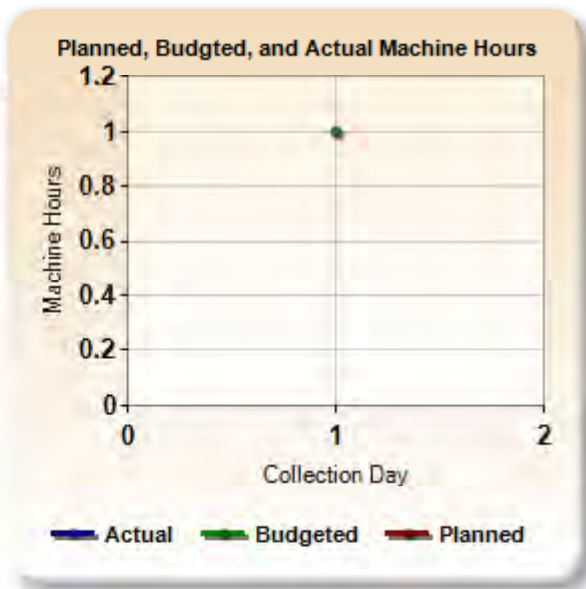 Planned, Budgted, and Actual Machine Hours
1.2
1
0.8
0.6
0.4
0.2
0
Machine Hours
0 1 2
Collection Day
Actual Budgeted Planned